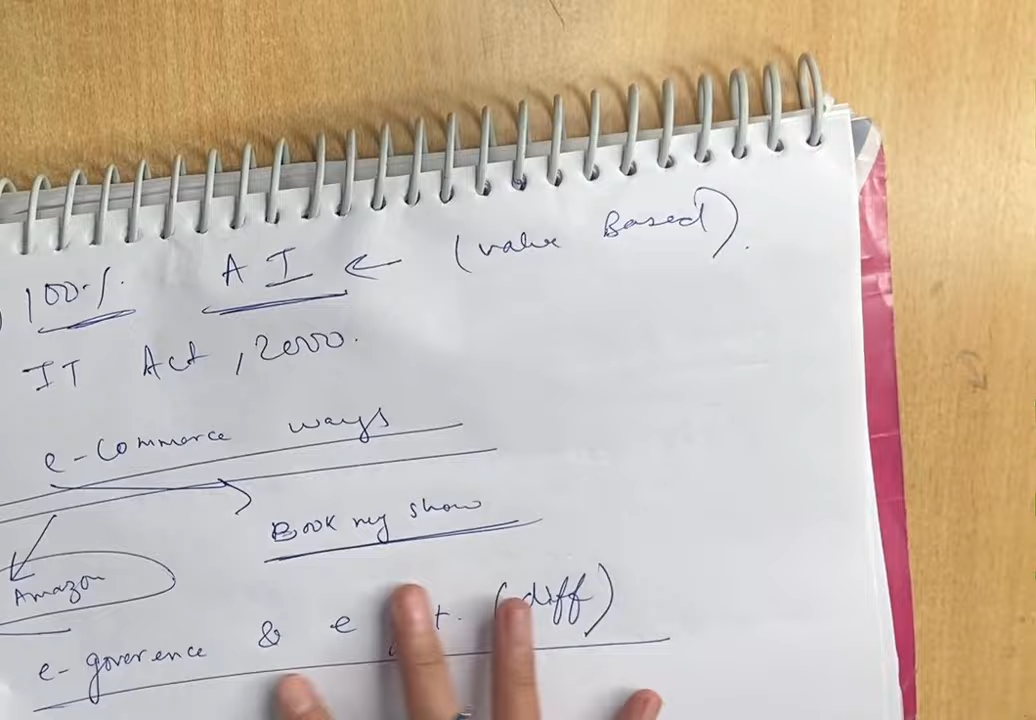 100% AI ← (value Based).
IT Act, 2000.
e-Commerce ways
Book my show
Amazon
e-goverence & e t. (diff)